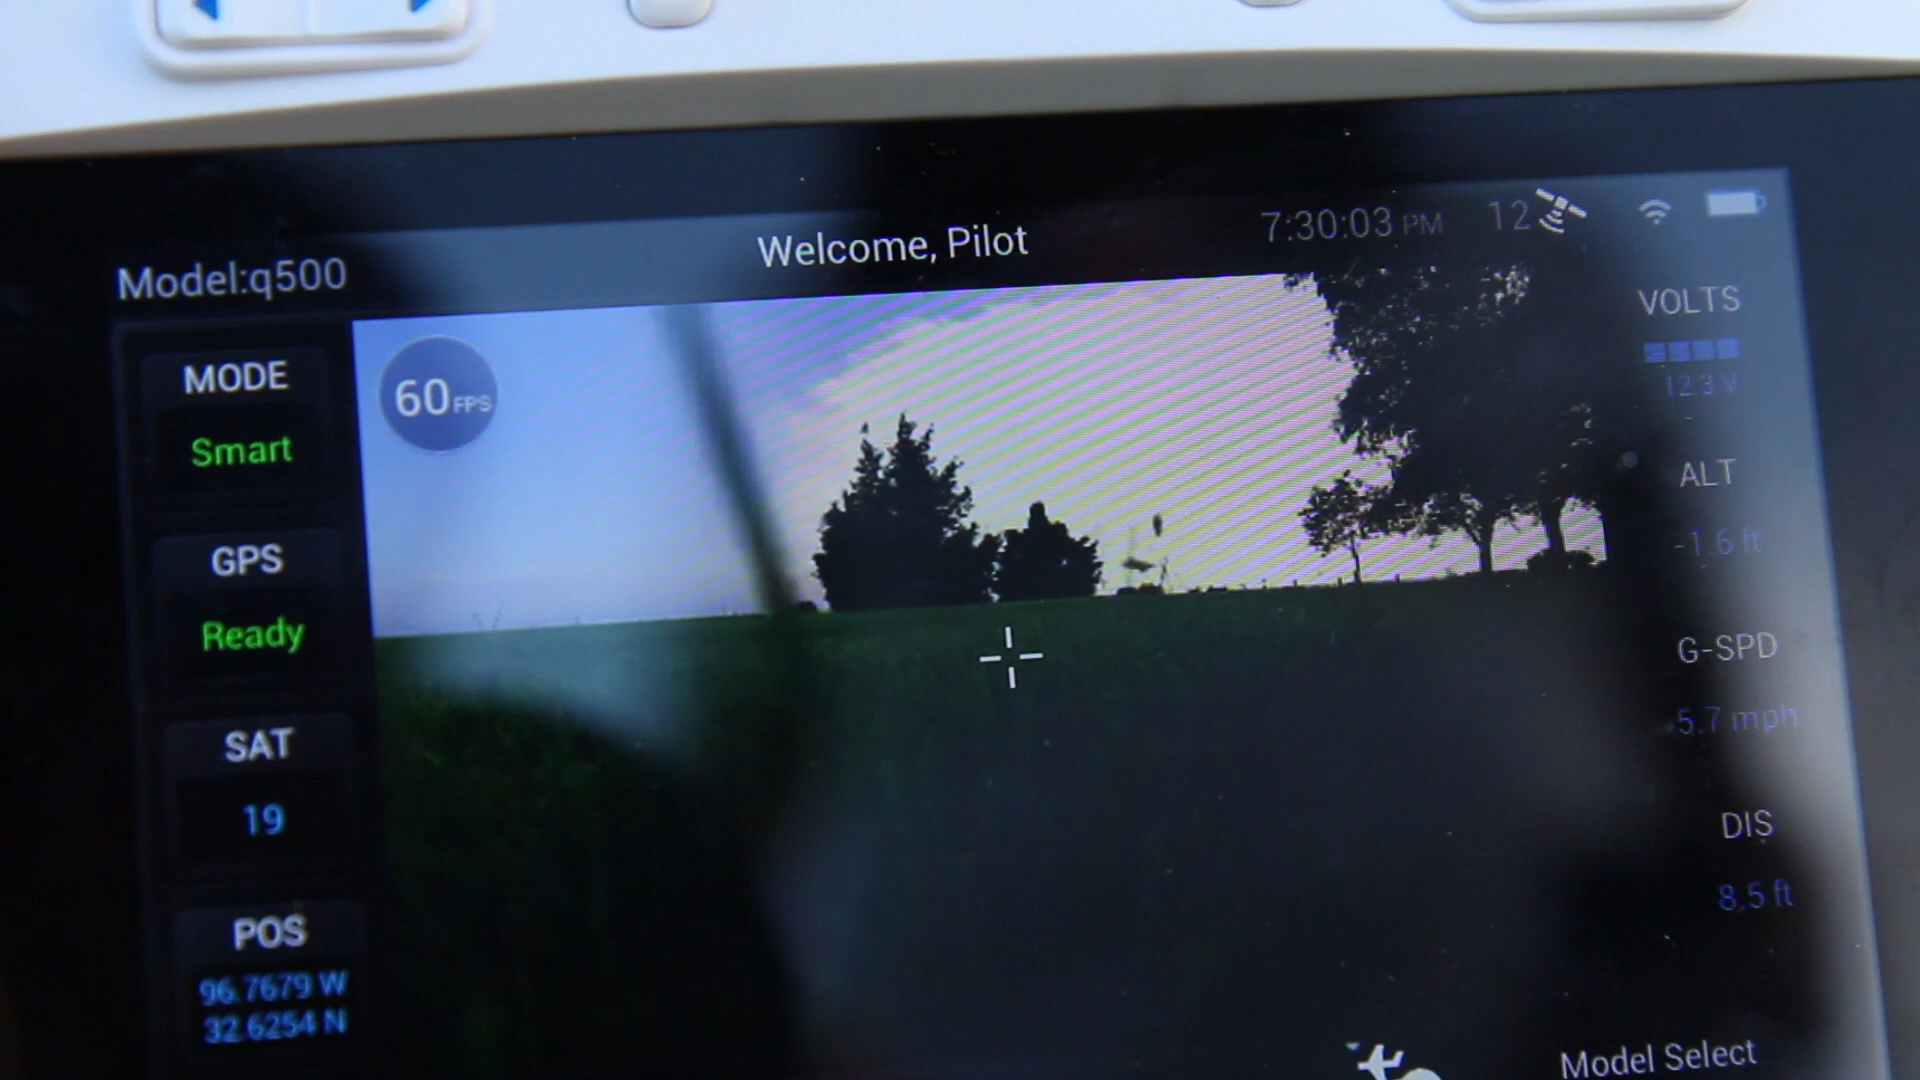 Model:q500
Welcome, Pilot
7:30:03 PM
12
MODE
Smart
GPS
Ready
SAT
19
POS
96.7679 W
32.6254 N
60 FPS
VOLTS
12.3 V
ALT
-1.6 ft
G-SPD
5.7 mph
DIS
8.5 ft
Model Select